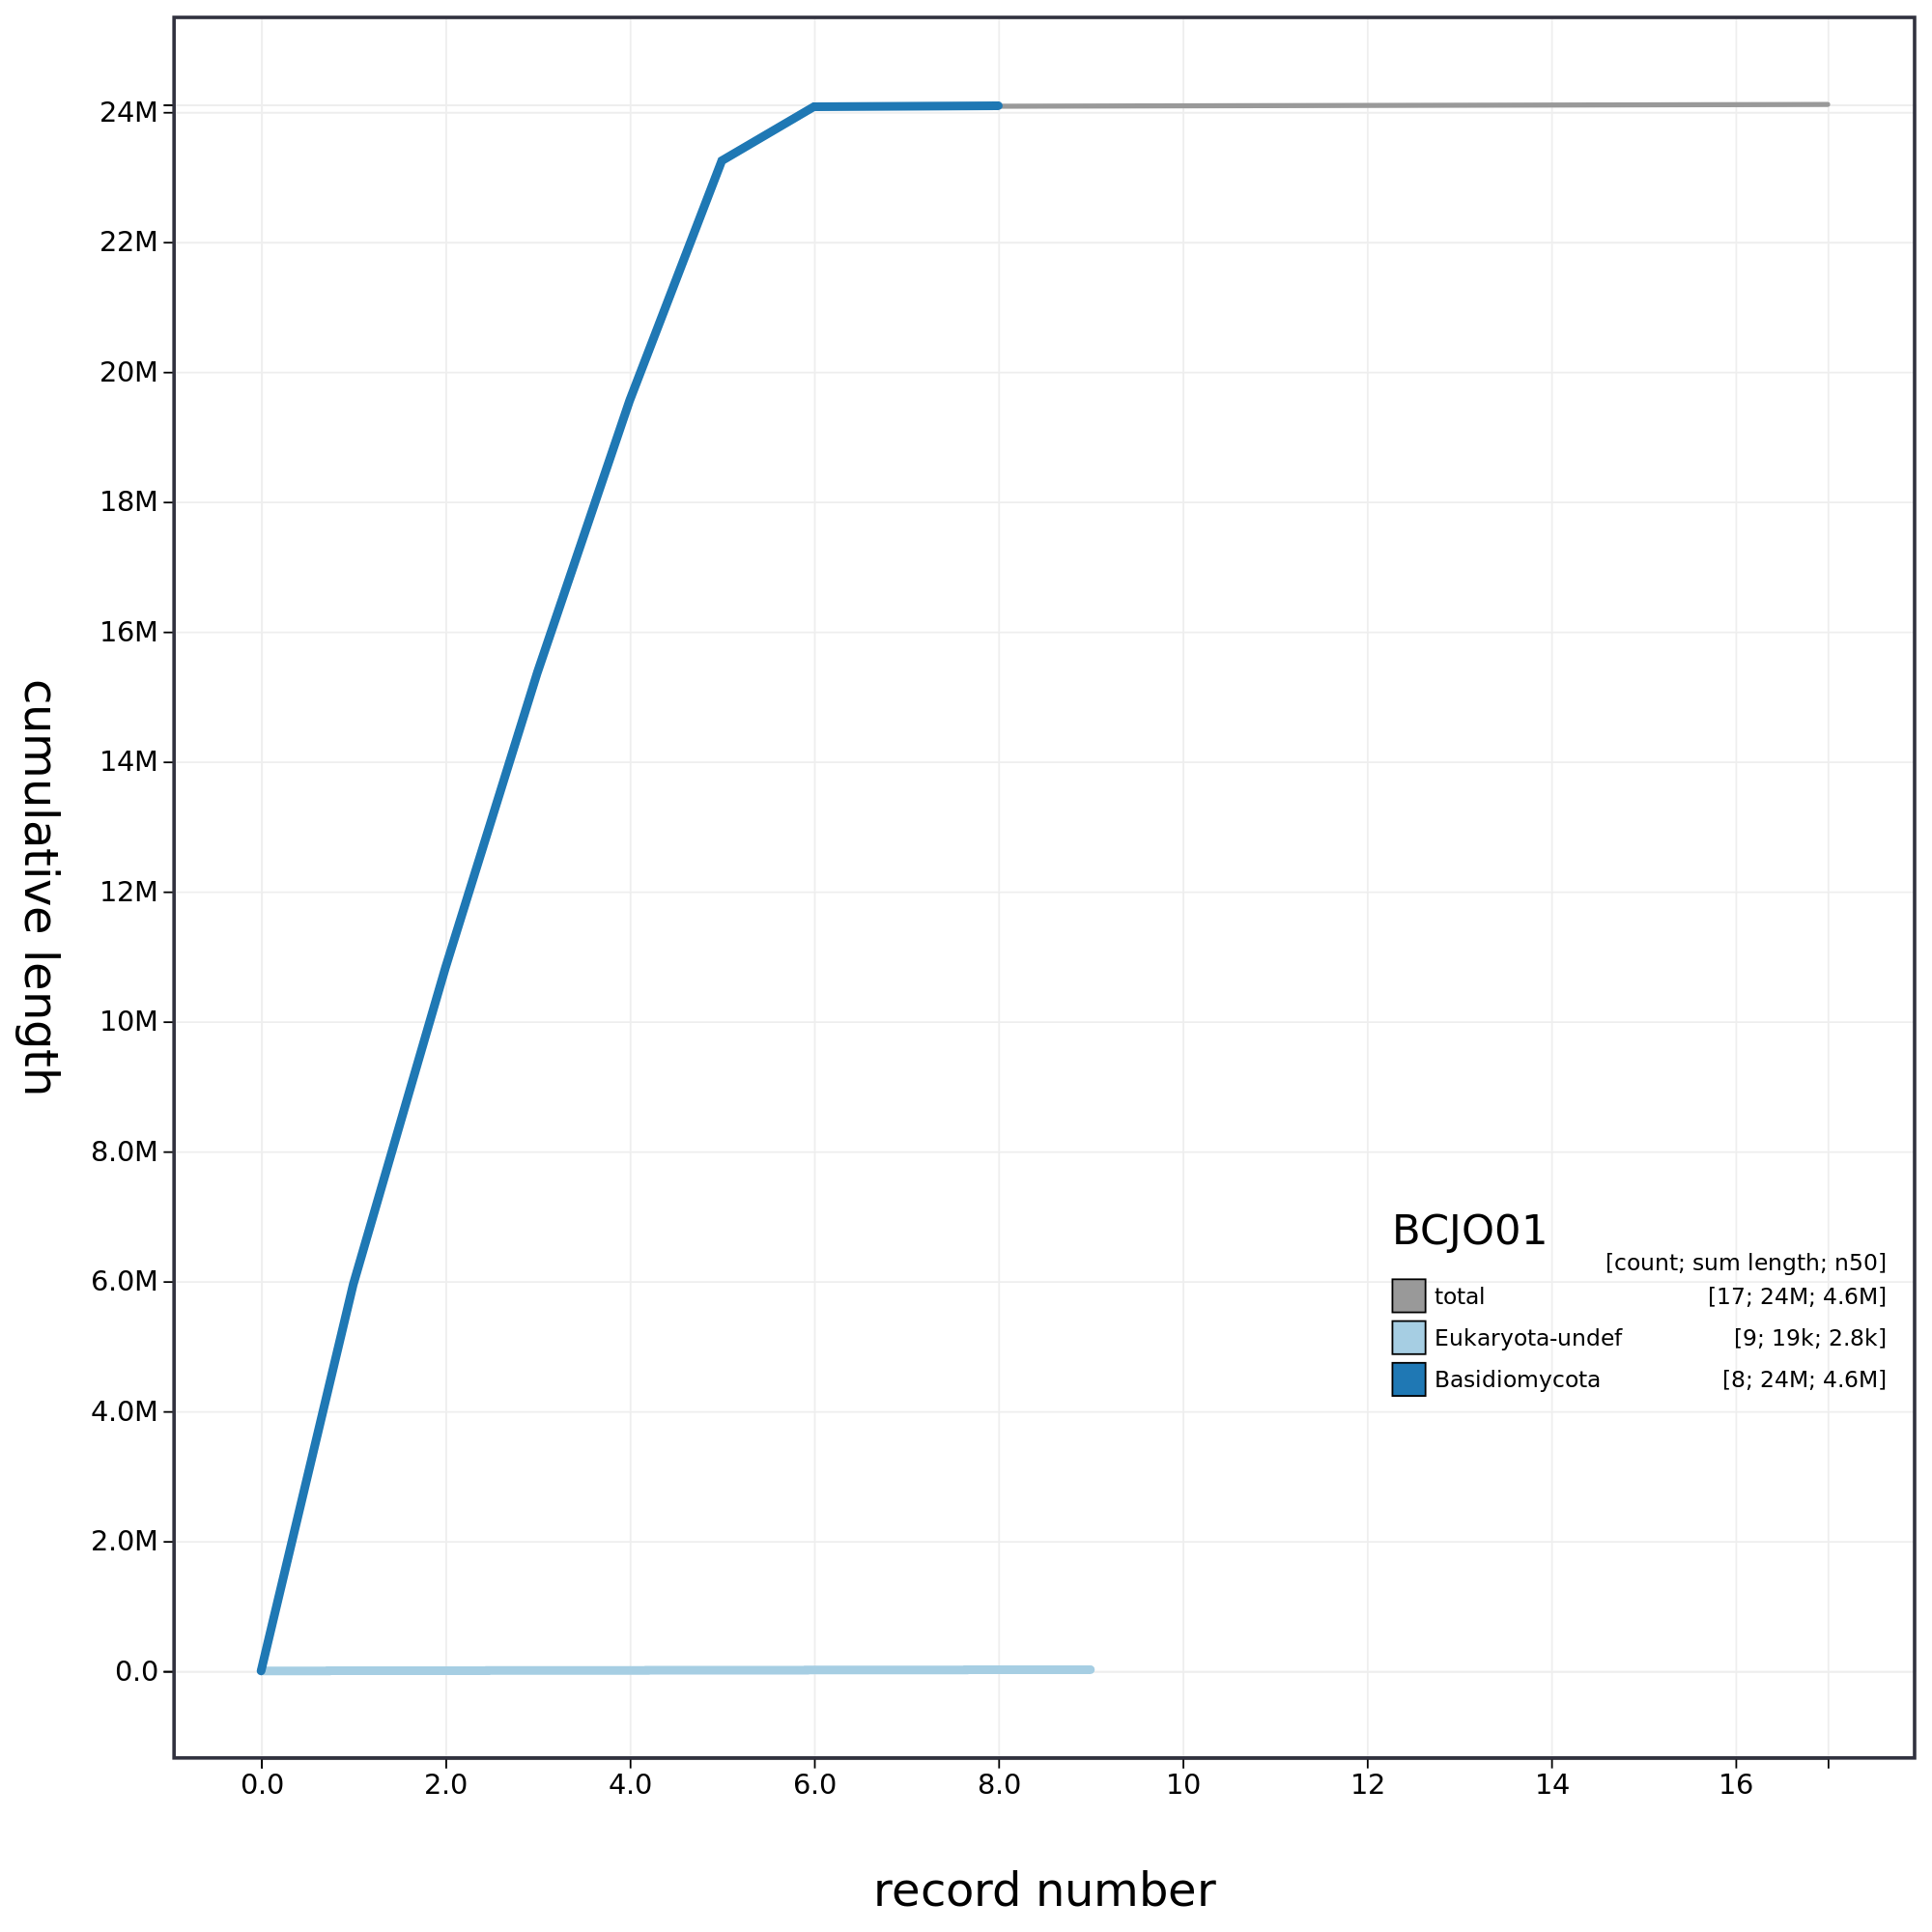 24M
22M
20M
18M
16M
14M
12M
10M
8.0M
6.0M
4.0M
2.0M
0.0
cumulative length
BCJO01
[count; sum length; n50]
total [17; 24M; 4.6M]
Eukaryota-undef [9; 19k; 2.8k]
Basidiomycota [8; 24M; 4.6M]
0.0 2.0 4.0 6.0 8.0 10 12 14 16
record number